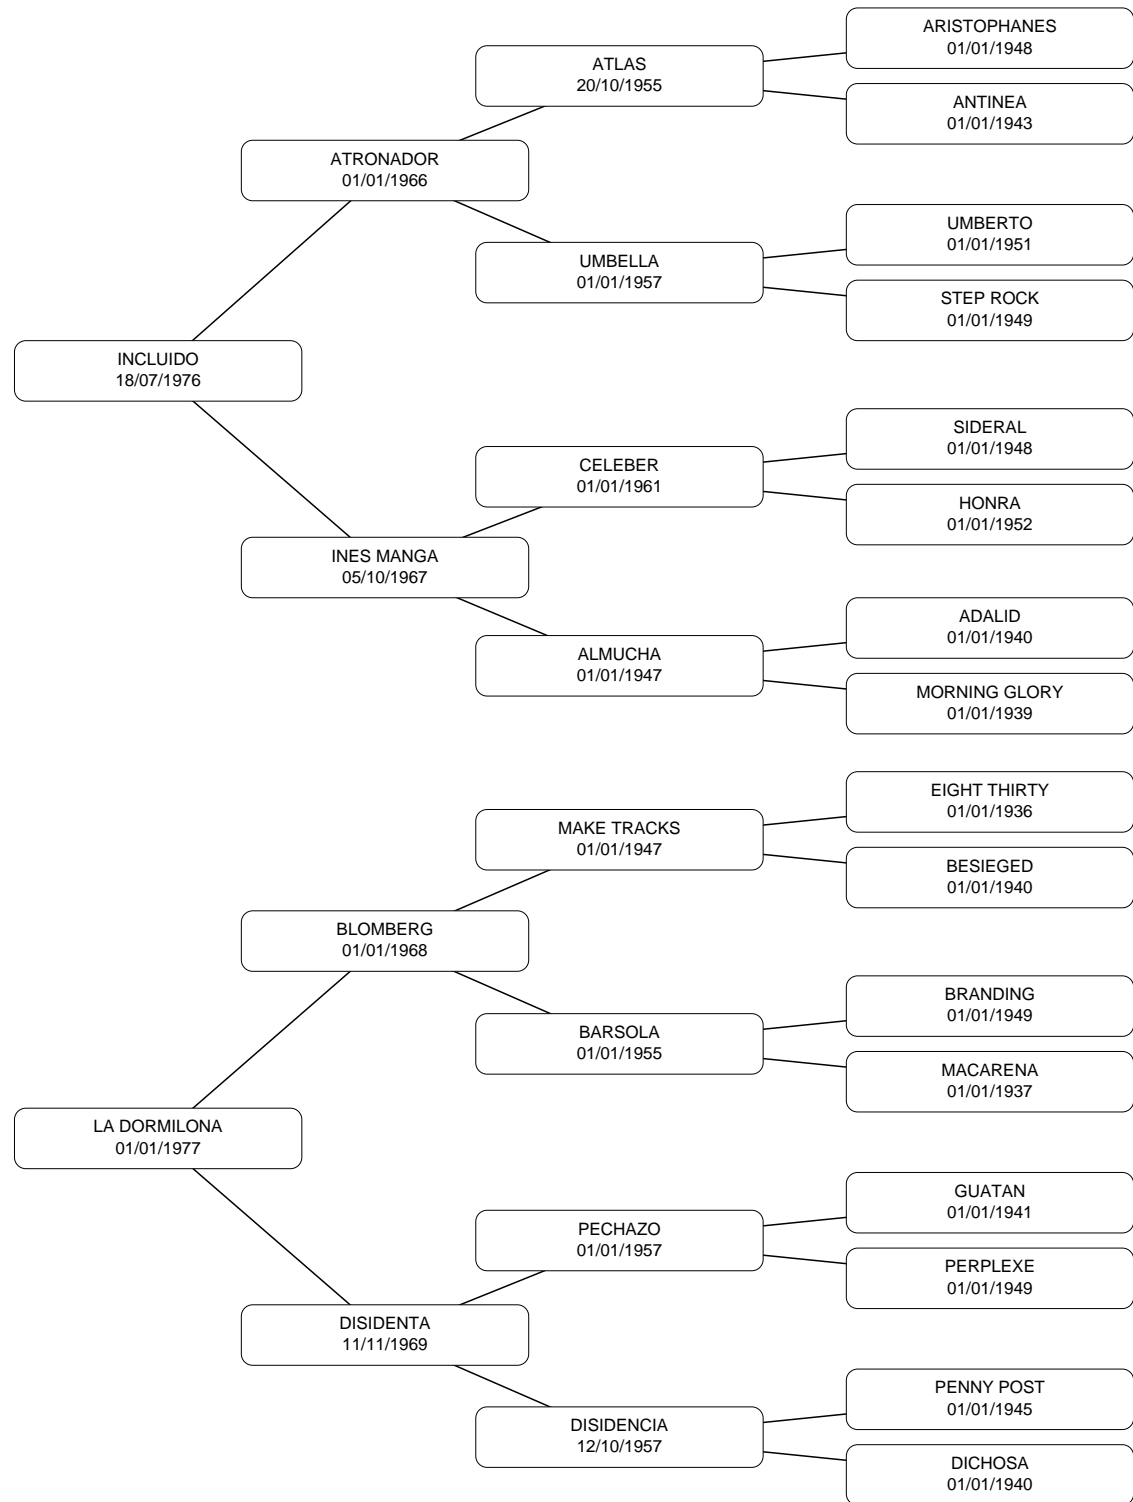 ARISTOPHANES
01/01/1948
ATLAS
20/10/1955
ANTINEA
01/01/1943
ATRONADOR
01/01/1966
UMBERTO
01/01/1951
UMBELLA
01/01/1957
STEP ROCK
01/01/1949
INCLUIDO
18/07/1976
SIDERAL
01/01/1948
CELEBER
01/01/1961
HONRA
01/01/1952
INES MANGA
05/10/1967
ADALID
01/01/1940
ALMUCHA
01/01/1947
MORNING GLORY
01/01/1939
EIGHT THIRTY
01/01/1936
MAKE TRACKS
01/01/1947
BESIEGED
01/01/1940
BLOMBERG
01/01/1968
BRANDING
01/01/1949
BARSOLA
01/01/1955
MACARENA
01/01/1937
LA DORMILONA
01/01/1977
GUATAN
01/01/1941
PECHAZO
01/01/1957
PERPLEXE
01/01/1949
DISIDENTA
11/11/1969
PENNY POST
01/01/1945
DISIDENCIA
12/10/1957
DICHOSA
01/01/1940